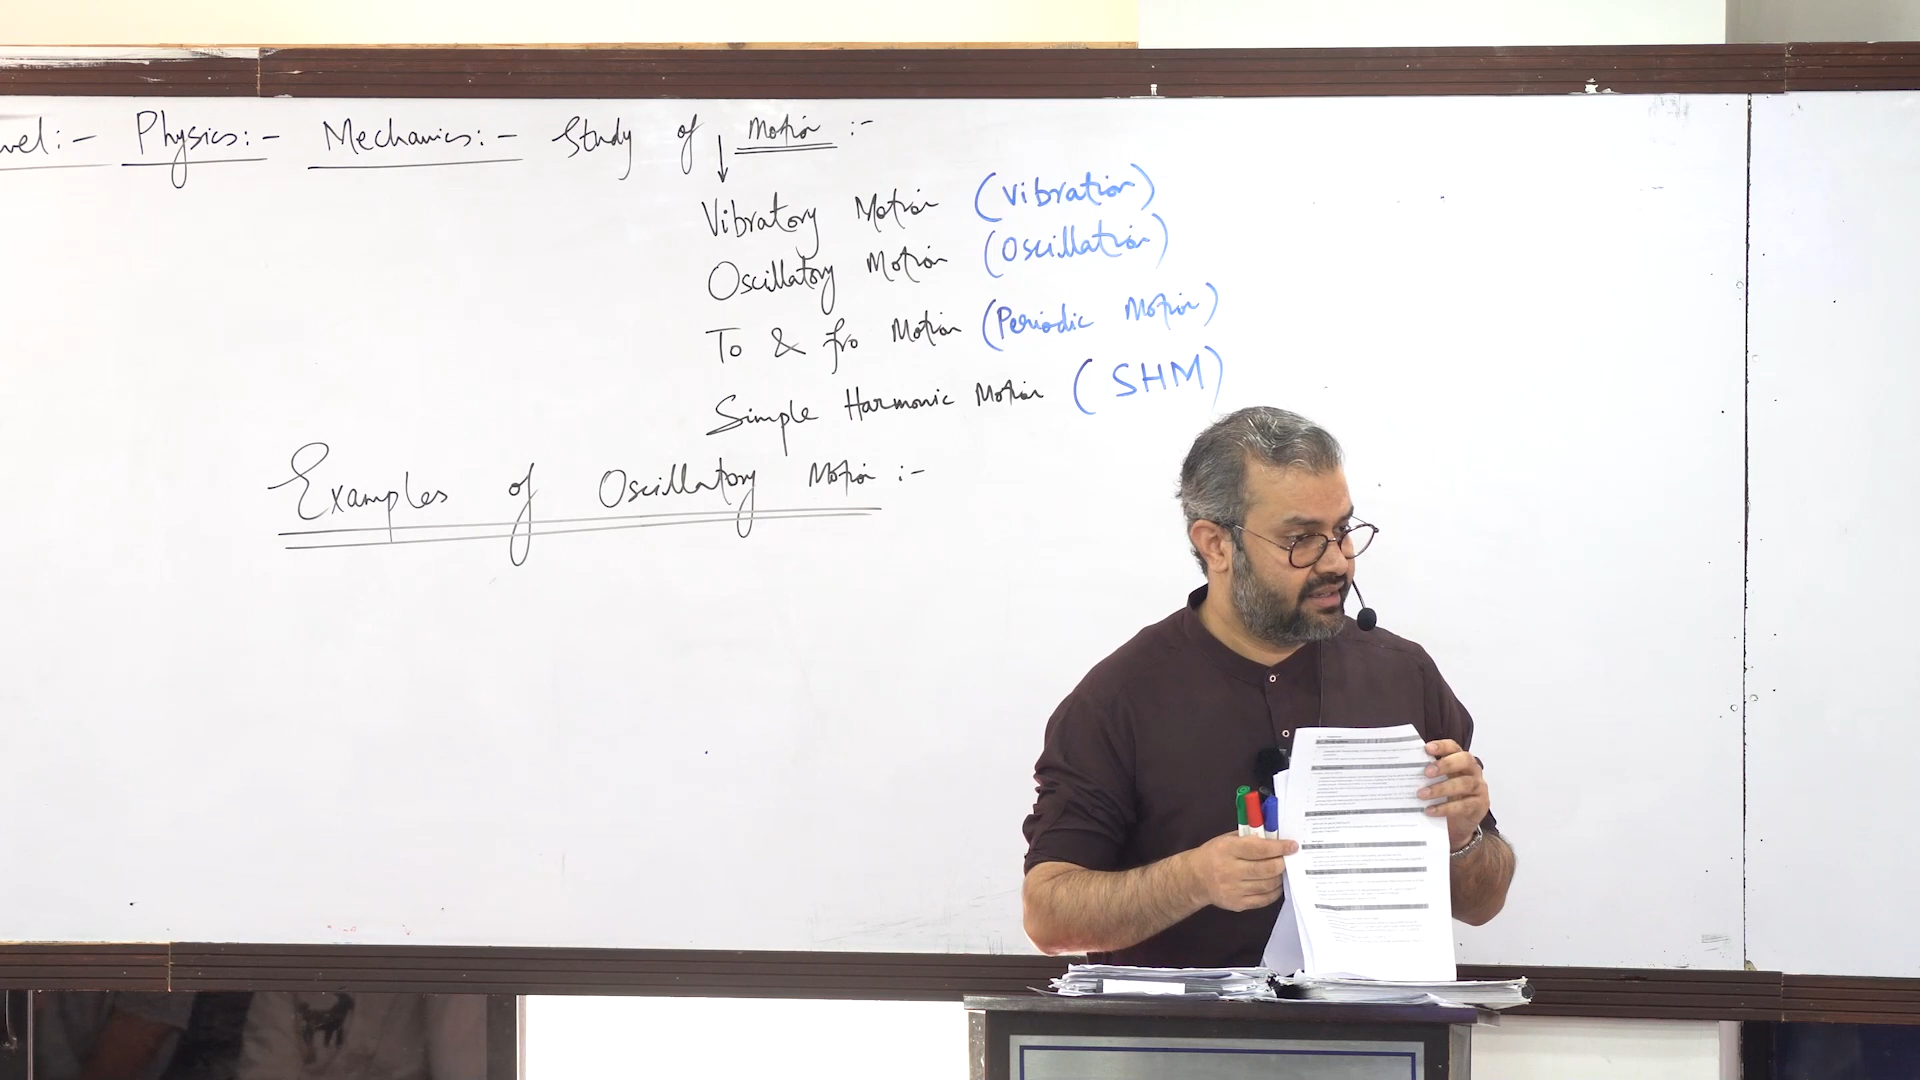 Physics:- Mechanics:- Study of Motion :-
Vibratory Motion (Vibration)
Oscillatory Motion (Oscillation)
To & fro Motion (Periodic Motion)
Simple Harmonic Motion (SHM)
Examples of Oscillatory Motion :-